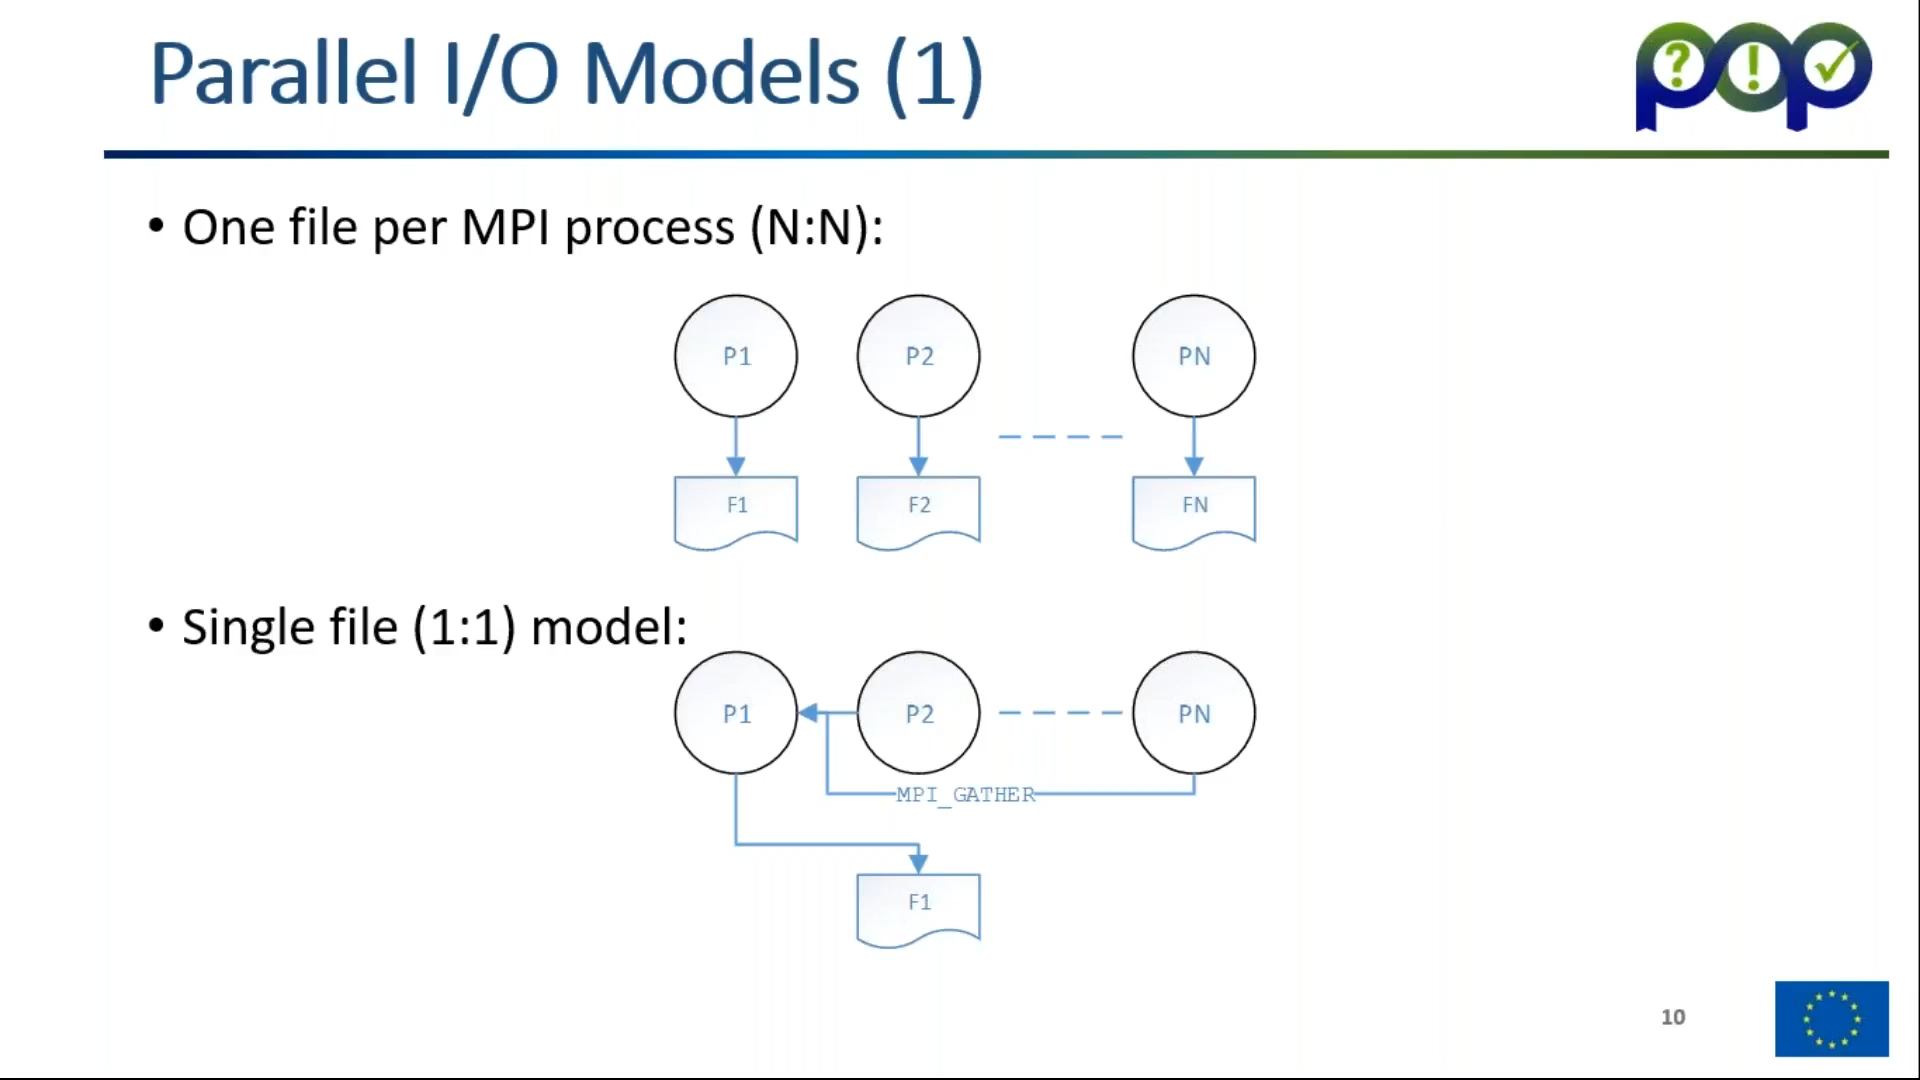 Parallel I/O Models (1)
pop
• One file per MPI process (N:N):
P1 P2 PN
F1 F2 FN
• Single file (1:1) model:
P1 P2 PN
MPI_GATHER
F1
10